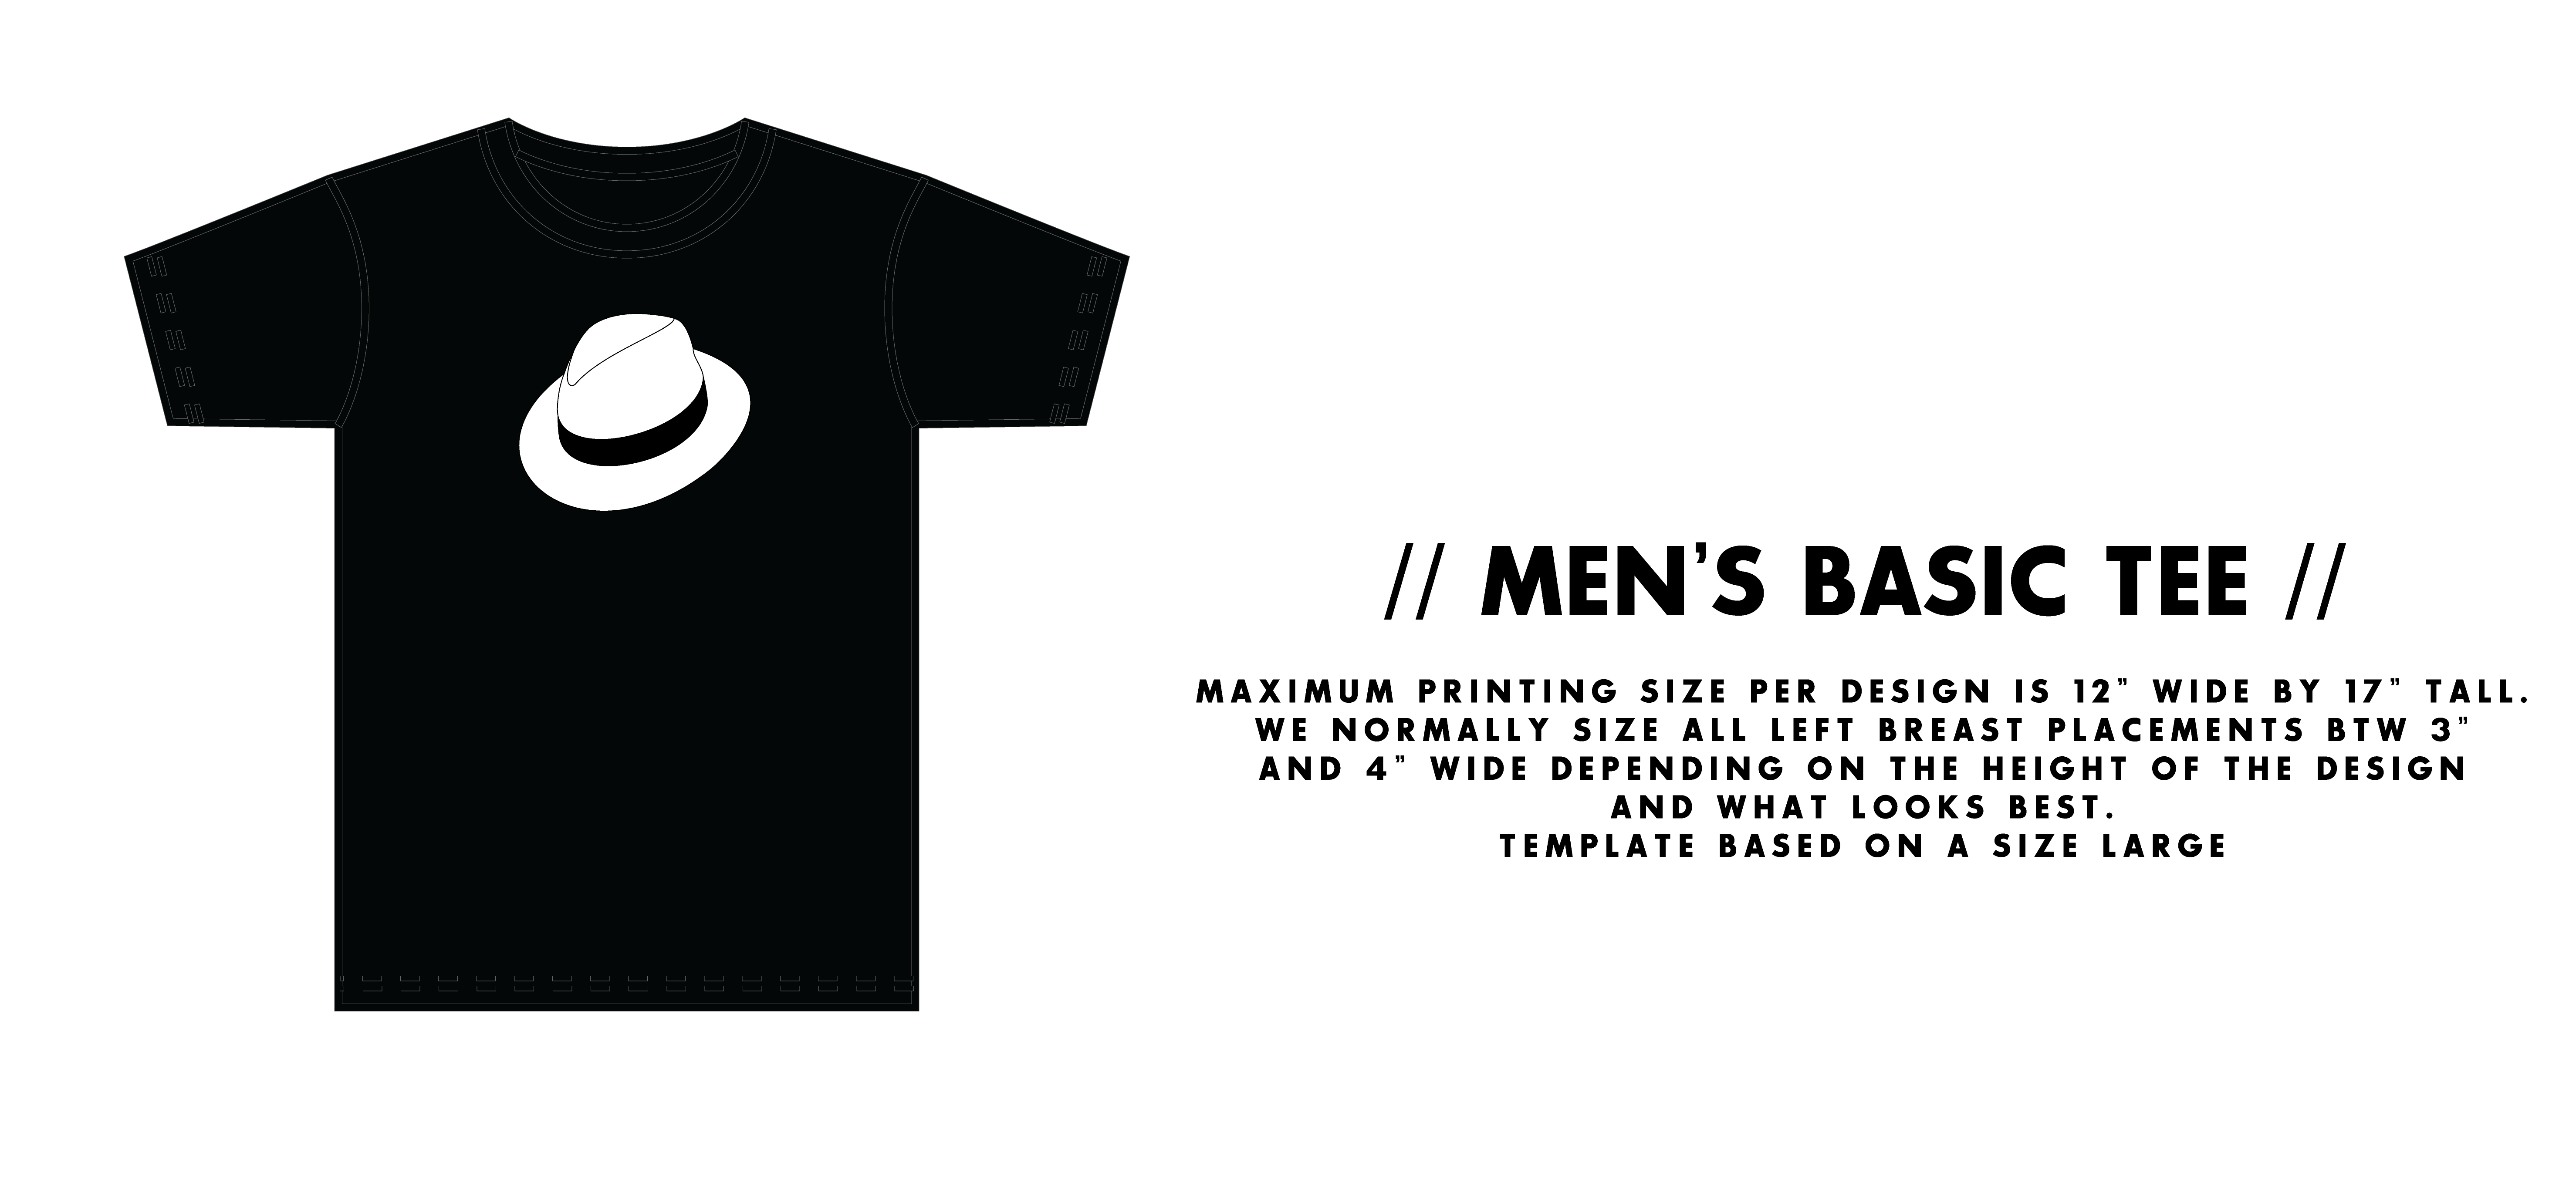 // MEN’S BASIC TEE //
MAXIMUM PRINTING SIZE PER DESIGN IS 12” WIDE BY 17” TALL.
WE NORMALLY SIZE ALL LEFT BREAST PLACEMENTS BTW 3”
AND 4” WIDE DEPENDING ON THE HEIGHT OF THE DESIGN
AND WHAT LOOKS BEST.
TEMPLATE BASED ON A SIZE LARGE